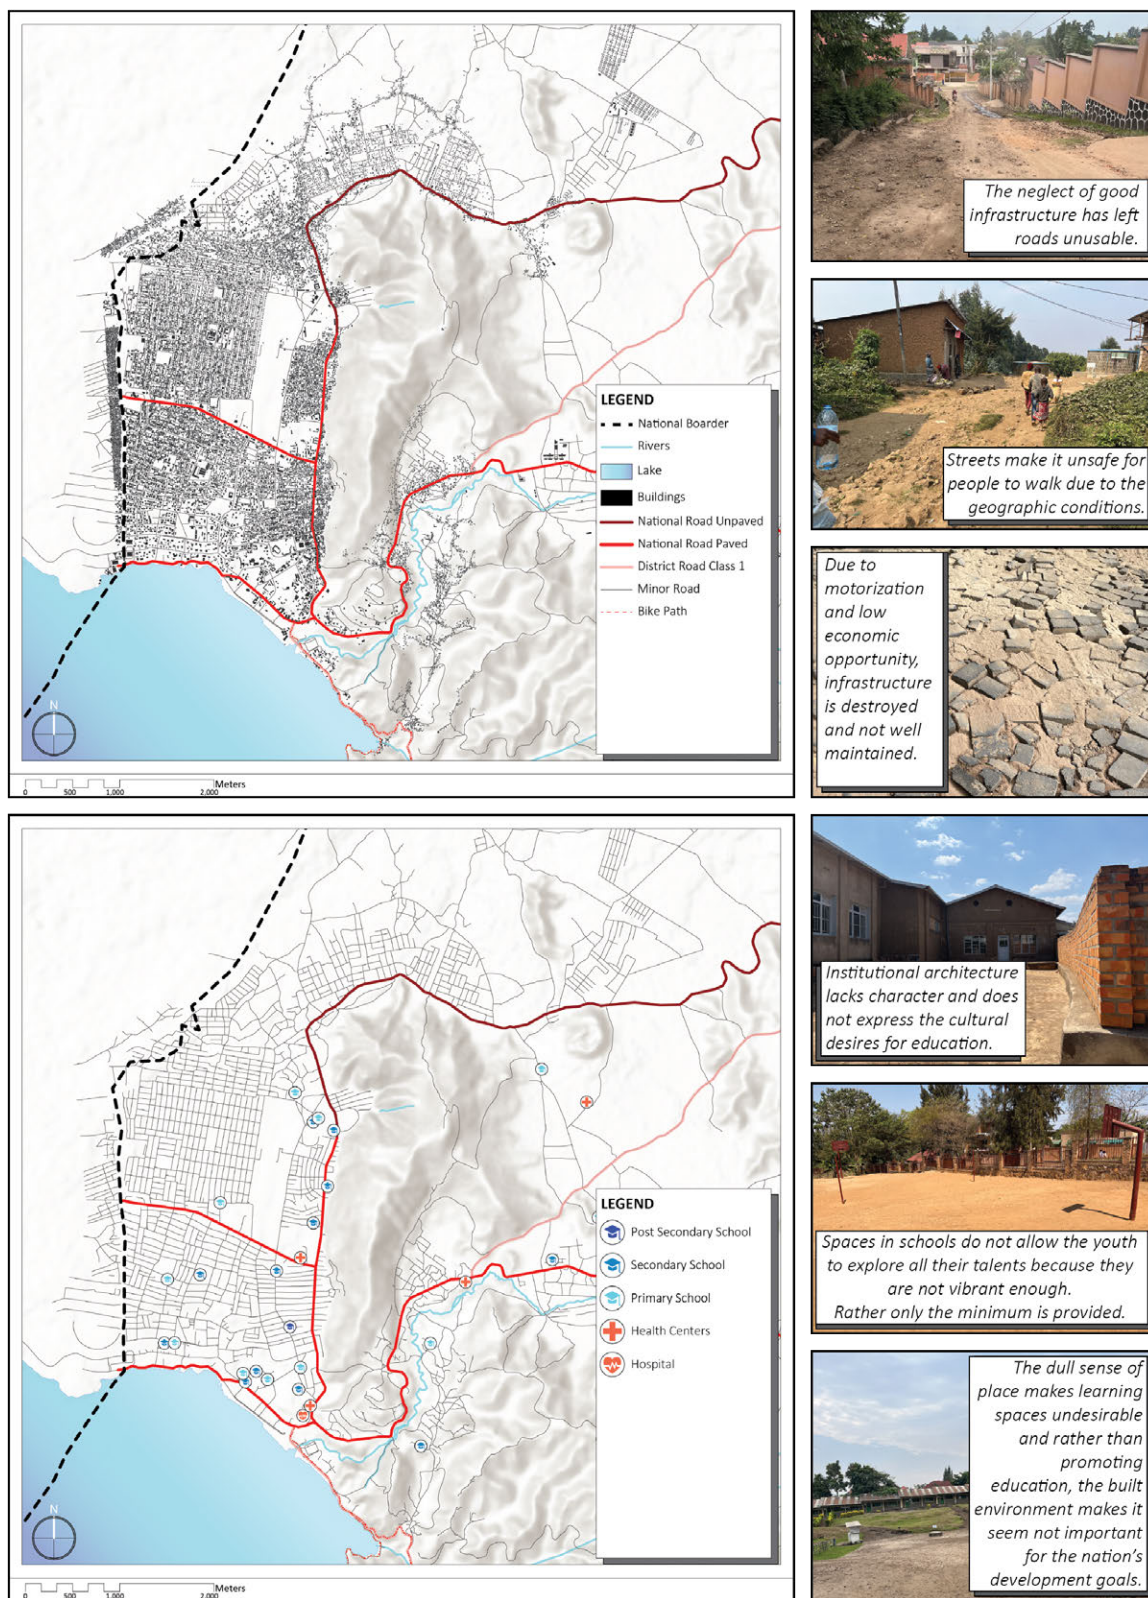 LEGEND
National Boarder
Rivers
Lake
Buildings
National Road Unpaved
National Road Paved
District Road Class 1
Minor Road
Bike Path
N
Meters
0 500 1,000 2,000
The neglect of good
infrastructure has left
roads unusable.
Streets make it unsafe for
people to walk due to the
geographic conditions.
Due to
motorization
and low
economic
opportunity,
infrastructure
is destroyed
and not well
maintained.
LEGEND
Post Secondary School
Secondary School
Primary School
Health Centers
Hospital
N
Meters
0 500 1,000 2,000
Institutional architecture
lacks character and does
not express the cultural
desires for education.
Spaces in schools do not allow the youth
to explore all their talents because they
are not vibrant enough.
Rather only the minimum is provided.
The dull sense of
place makes learning
spaces undesirable
and rather than
promoting
education, the built
environment makes it
seem not important
for the nation's
development goals.